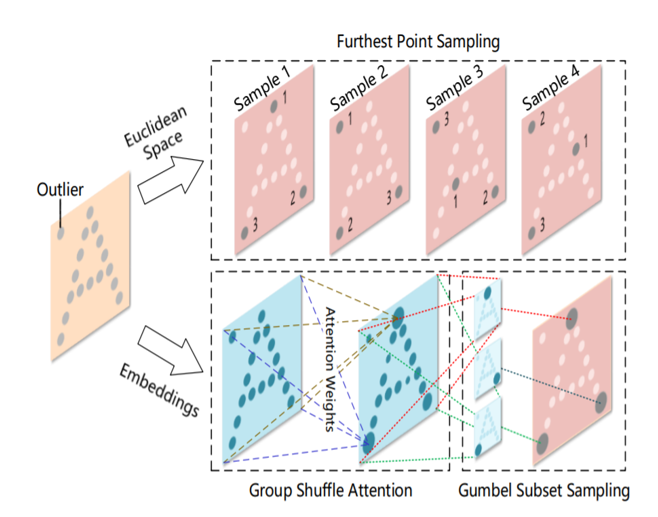 Furthest Point Sampling
Sample 1
Sample 2
Sample 3
Sample 4
1
2
3
1
2
3
3
1
2
2
1
3
Euclidean
Space
Outlier
Embeddings
Attention Weights
Group Shuffle Attention
Gumbel Subset Sampling